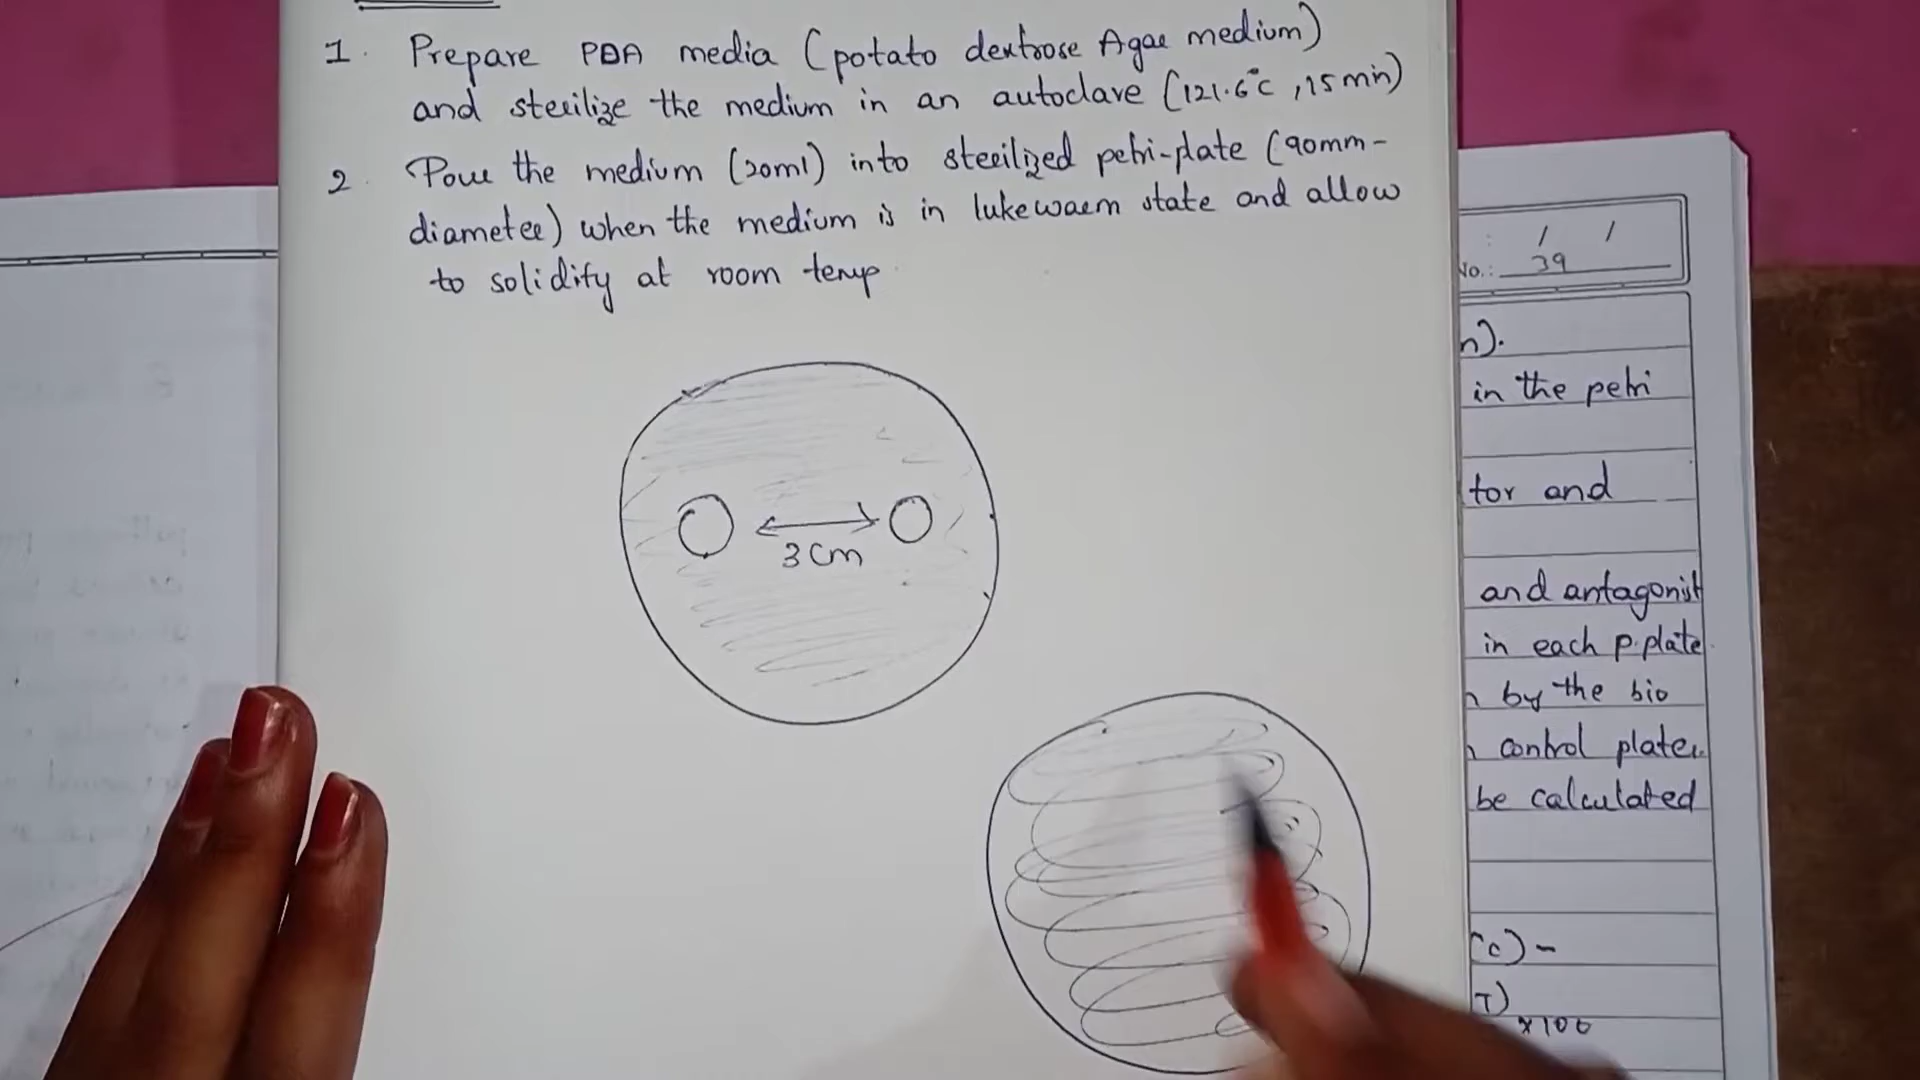 1. Prepare PDA media (potato dextrose Agar medium)
and sterilize the medium in an autoclave (121.6°C, 15 min)
2. Pour the medium (20ml) into sterilized petri-plate (90mm-
diameter) when the medium is in lukewarm state and allow
to solidify at room temp
3 cm
: / /
No.: 39
n).
in the petri
tor and
and antagonist
in each p.plate.
n by the bio
n control plate
be calculated
(c) -
T)
x 100